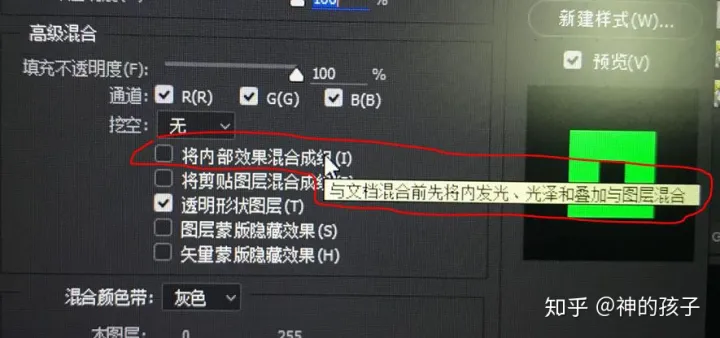 100
新建样式(W)...
高级混合
预览(V)
填充不透明度(F): 100 %
通道: R(R) G(G) B(B)
挖空: 无
将内部效果混合成组(I)
将剪贴图层混合成
与文档混合前先将内发光、光泽和叠加与图层混合
透明形状图层(T)
图层蒙版隐藏效果(S)
矢量蒙版隐藏效果(H)
混合颜色带: 灰色
本图层: 0 255
知乎 @神的孩子